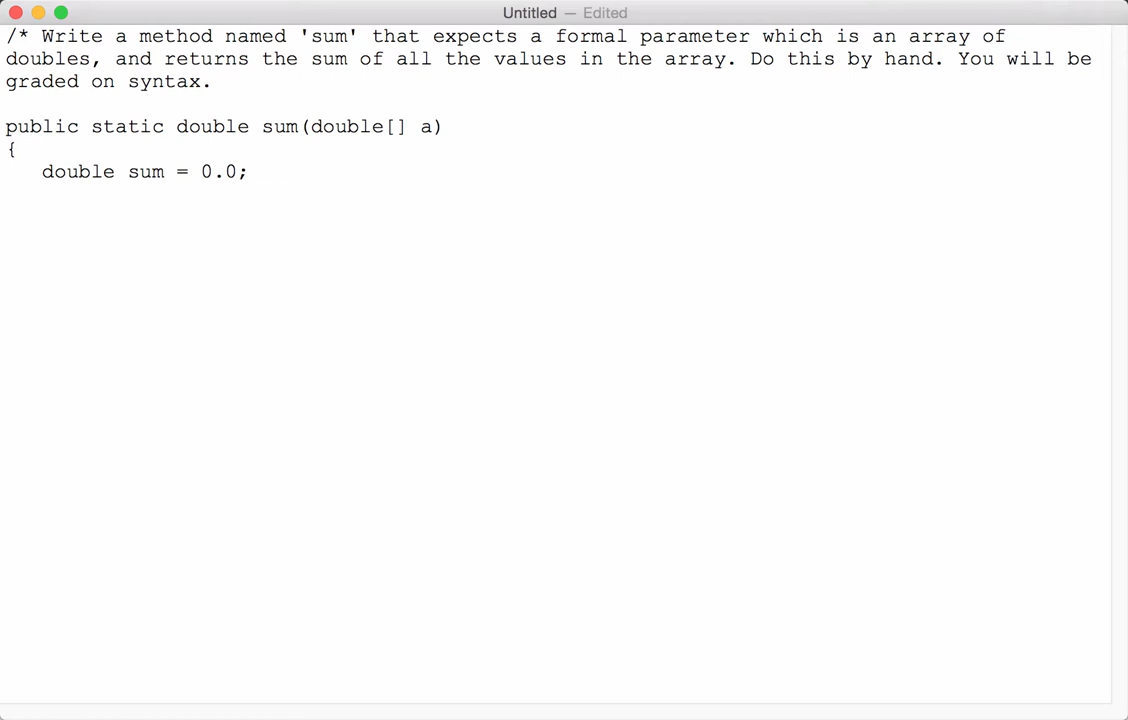 Untitled — Edited
/* Write a method named 'sum' that expects a formal parameter which is an array of
doubles, and returns the sum of all the values in the array. Do this by hand. You will be
graded on syntax.
public static double sum(double[] a)
{
double sum = 0.0;